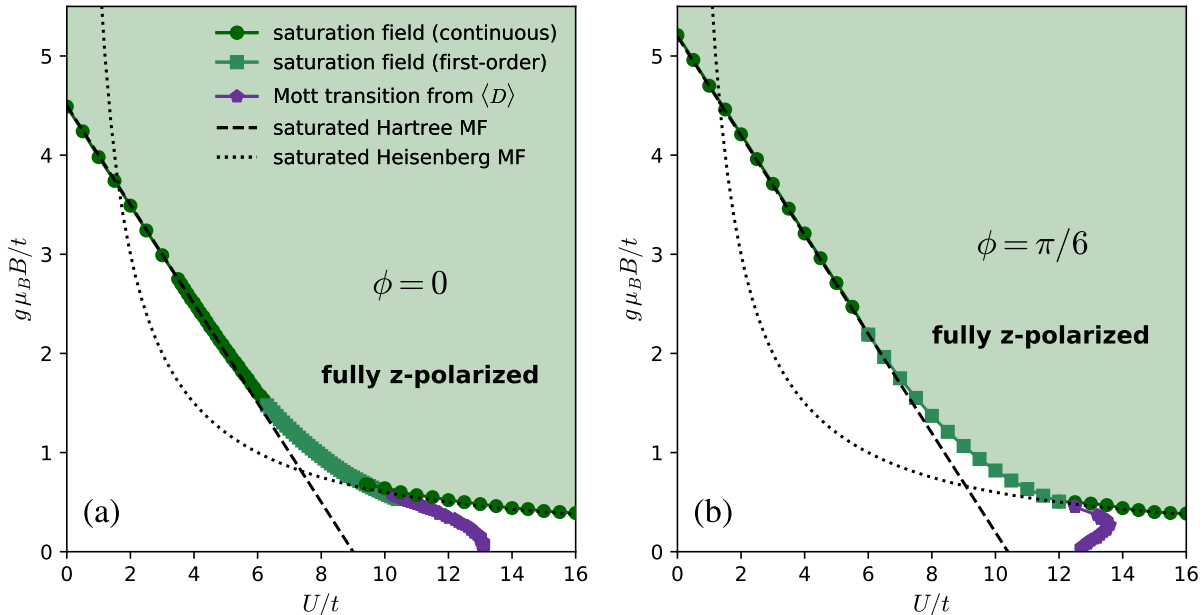 saturation field (continuous)
saturation field (first-order)
Mott transition from ⟨D⟩
saturated Hartree MF
saturated Heisenberg MF
ϕ = 0
fully z-polarized
(a)
gμ_BB/t
5
4
3
2
1
0
0 2 4 6 8 10 12 14 16
U/t
ϕ = π/6
fully z-polarized
(b)
gμ_BB/t
5
4
3
2
1
0
0 2 4 6 8 10 12 14 16
U/t